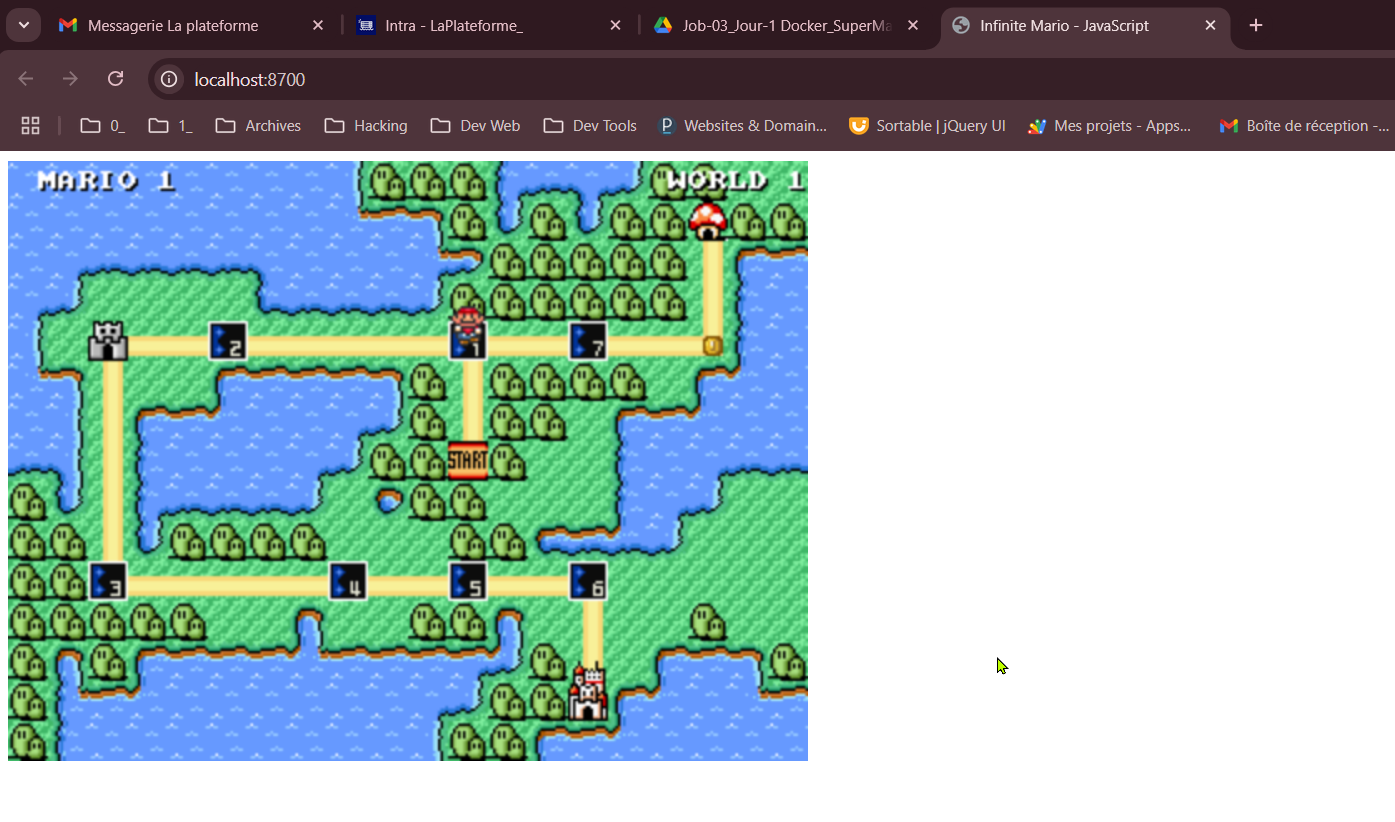 Messagerie La plateforme
Intra - LaPlateforme_
Job-03_Jour-1 Docker_SuperMa
Infinite Mario - JavaScript
localhost:8700
0_
1_
Archives
Hacking
Dev Web
Dev Tools
Websites & Domain...
Sortable | jQuery UI
Mes projets - Apps...
Boîte de réception -...
MARIO 1
WORLD 1
2
1
7
START
3
4
5
6